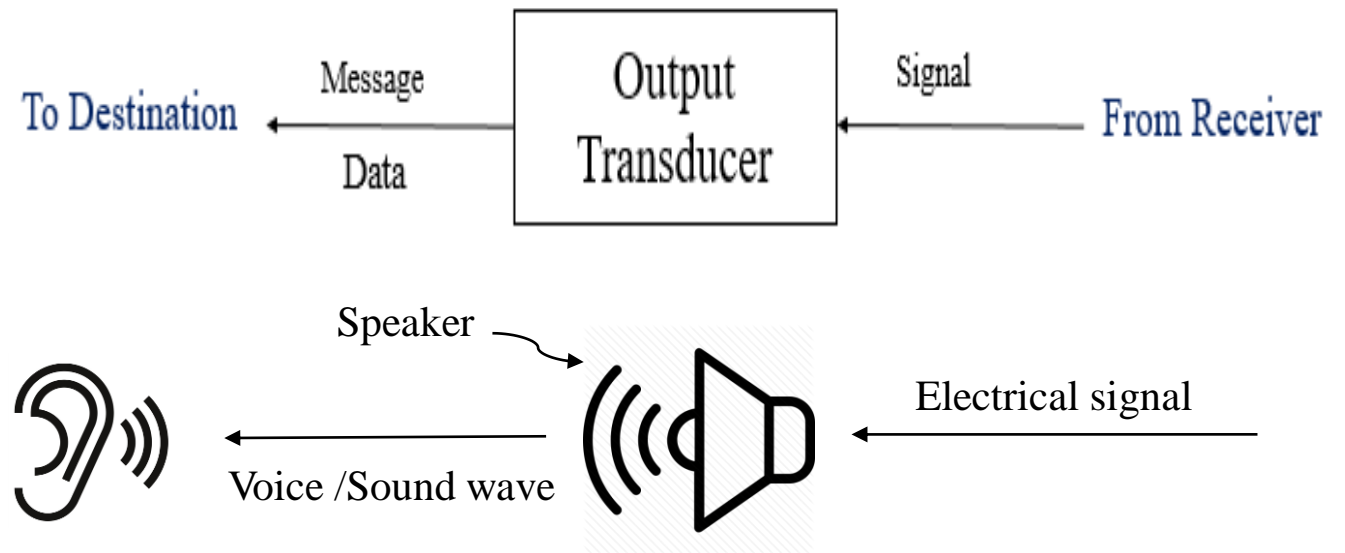 To Destination
Message
Data
Output
Transducer
Signal
From Receiver
Speaker
Voice /Sound wave
Electrical signal